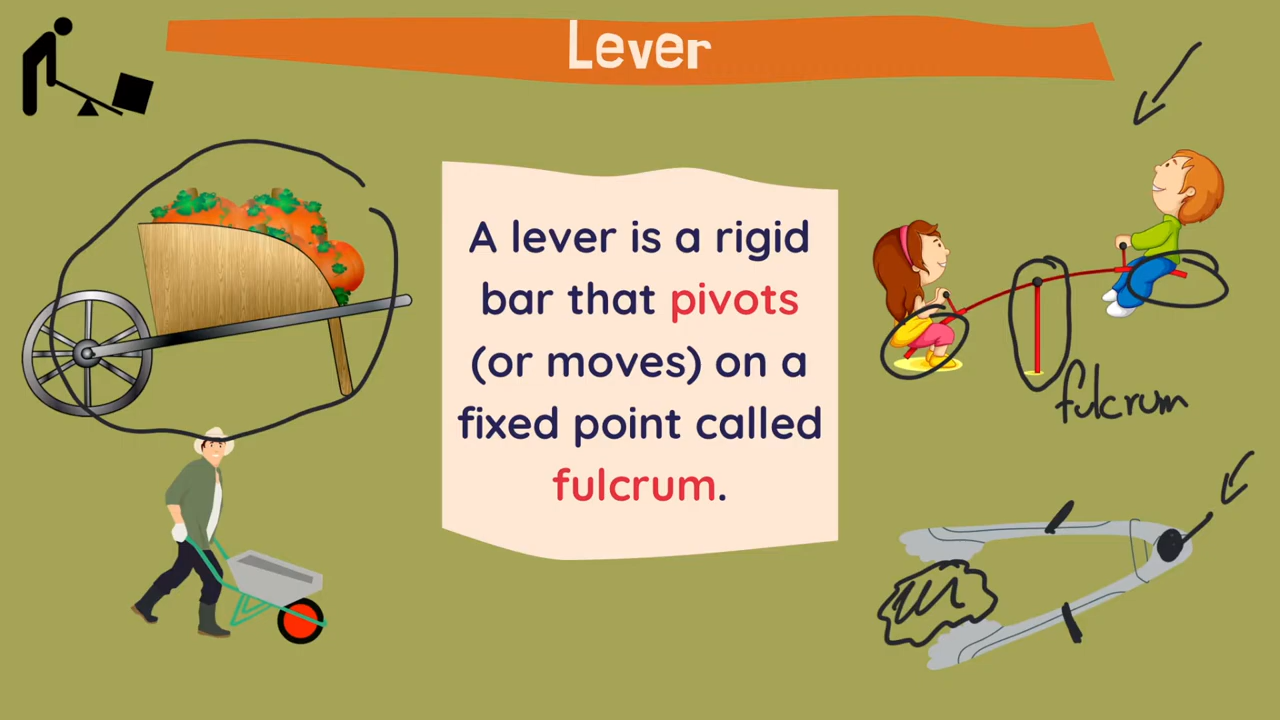 Lever
A lever is a rigid
bar that pivots
(or moves) on a
fixed point called
fulcrum.
fulcrum